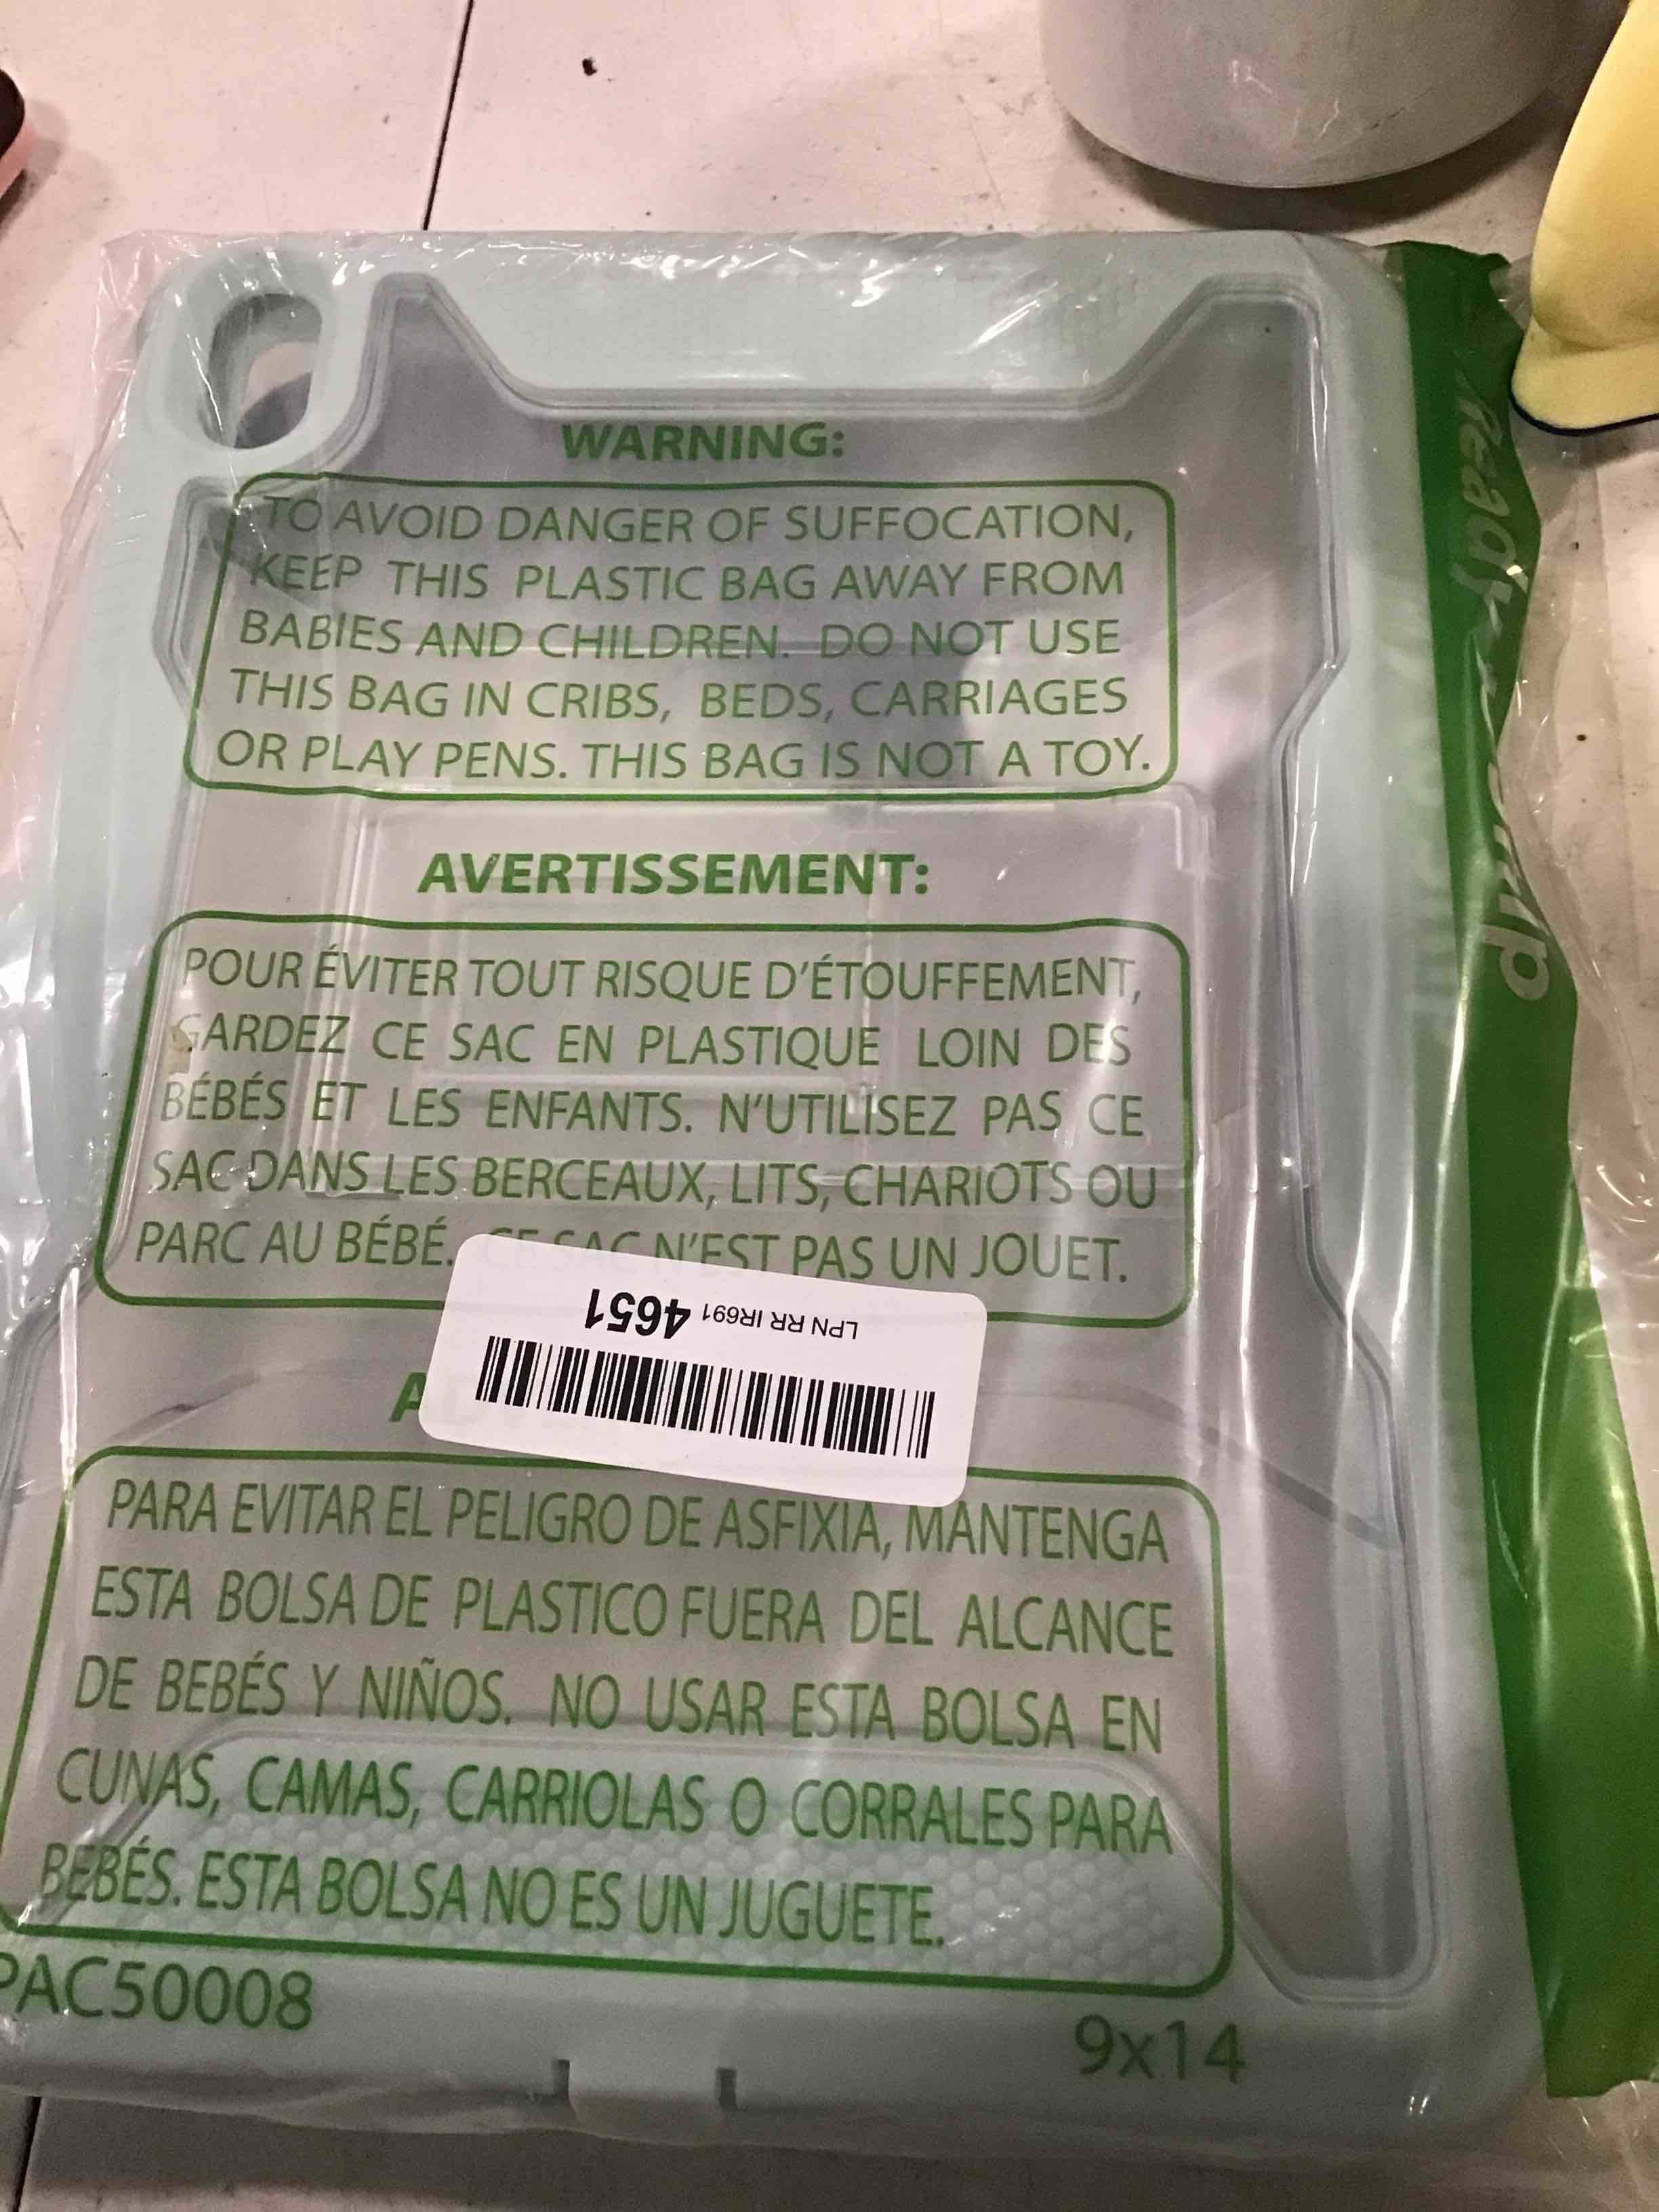 WARNING:
TO AVOID DANGER OF SUFFOCATION,
KEEP THIS PLASTIC BAG AWAY FROM
BABIES AND CHILDREN. DO NOT USE
THIS BAG IN CRIBS, BEDS, CARRIAGES
OR PLAY PENS. THIS BAG IS NOT A TOY.
AVERTISSEMENT:
POUR ÉVITER TOUT RISQUE D'ÉTOUFFEMENT,
GARDEZ CE SAC EN PLASTIQUE LOIN DES
BÉBÉS ET LES ENFANTS. N'UTILISEZ PAS CE
SAC DANS LES BERCEAUX, LITS, CHARIOTS OU
PARC AU BÉBÉ. CE SAC N'EST PAS UN JOUET.
LPN RR IR691 4651
PARA EVITAR EL PELIGRO DE ASFIXIA, MANTENGA
ESTA BOLSA DE PLASTICO FUERA DEL ALCANCE
DE BEBÉS Y NIÑOS. NO USAR ESTA BOLSA EN
CUNAS, CAMAS, CARRIOLAS O CORRALES PARA
BEBÉS. ESTA BOLSA NO ES UN JUGUETE.
PAC50008
9x14